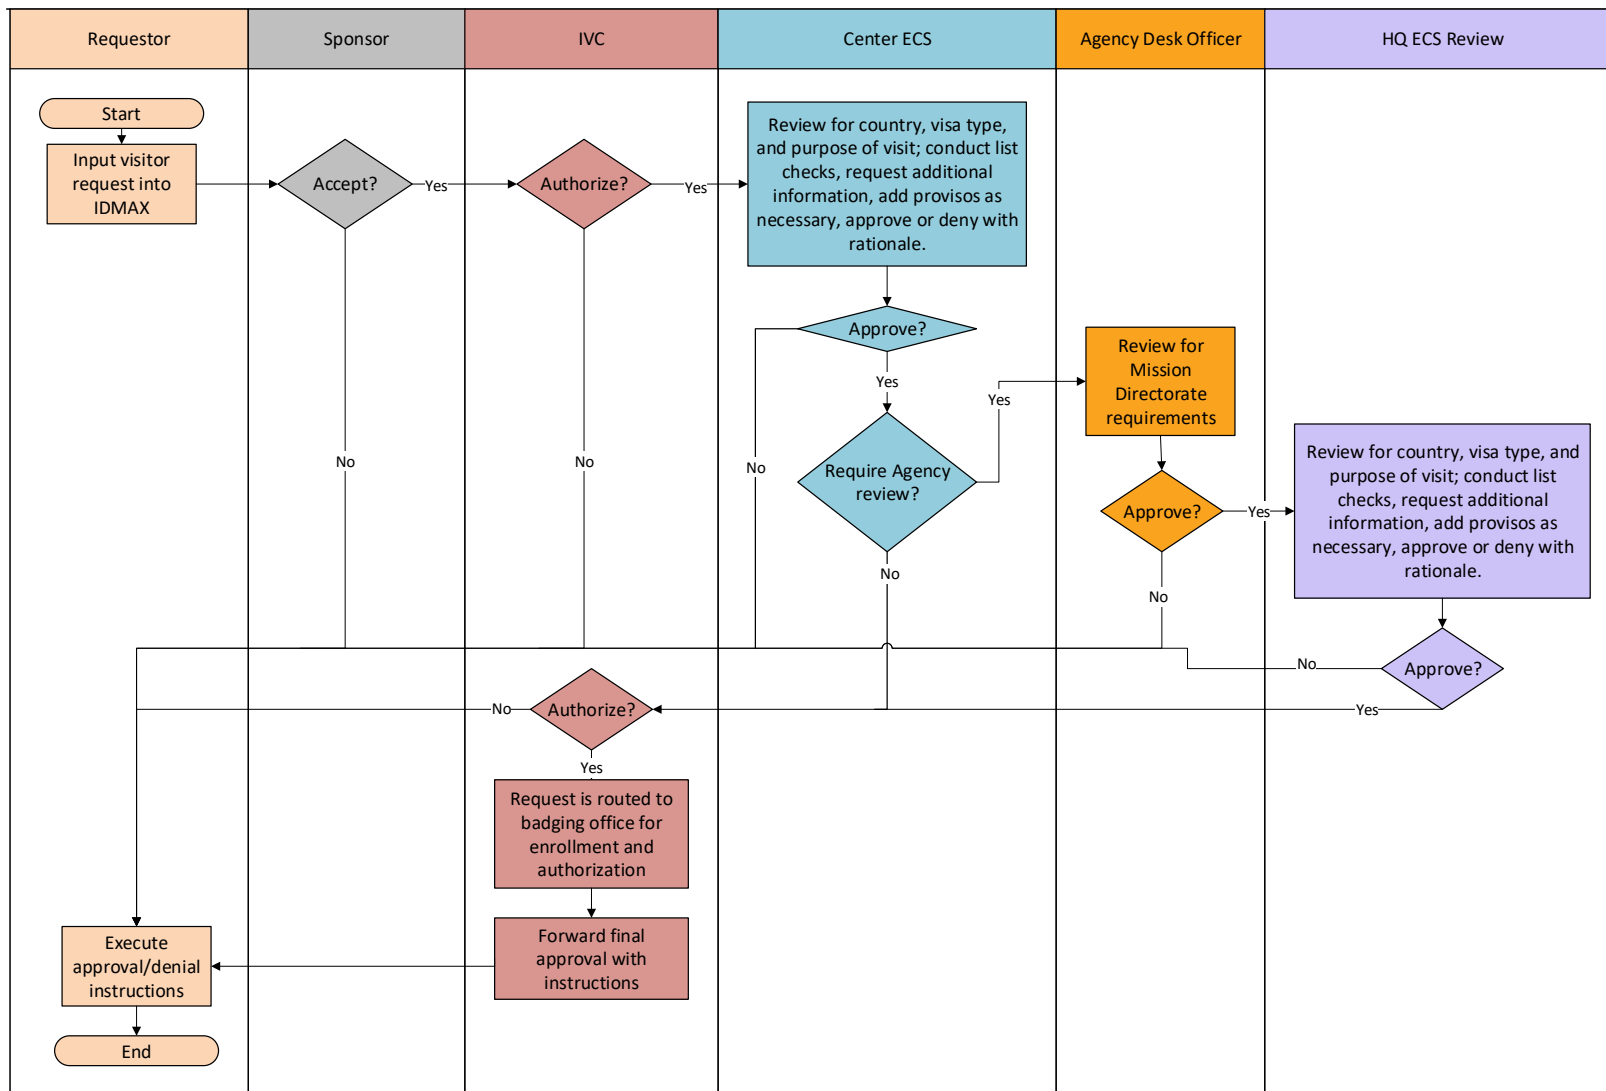 Requestor
Sponsor
IVC
Center ECS
Agency Desk Officer
HQ ECS Review
Start
Input visitor
request into
IDMAX
Accept?
Yes
Authorize?
Yes
Review for country, visa type,
and purpose of visit; conduct list
checks, request additional
information, add provisos as
necessary, approve or deny with
rationale.
Approve?
Yes
No
No
No
Require Agency
review?
Yes
No
Review for
Mission
Directorate
requirements
Approve?
Yes
No
Review for country, visa type, and
purpose of visit; conduct list
checks, request additional
information, add provisos as
necessary, approve or deny with
rationale.
Approve?
No
Yes
Authorize?
No
Yes
Request is routed to
badging office for
enrollment and
authorization
Forward final
approval with
instructions
Execute
approval/denial
instructions
End